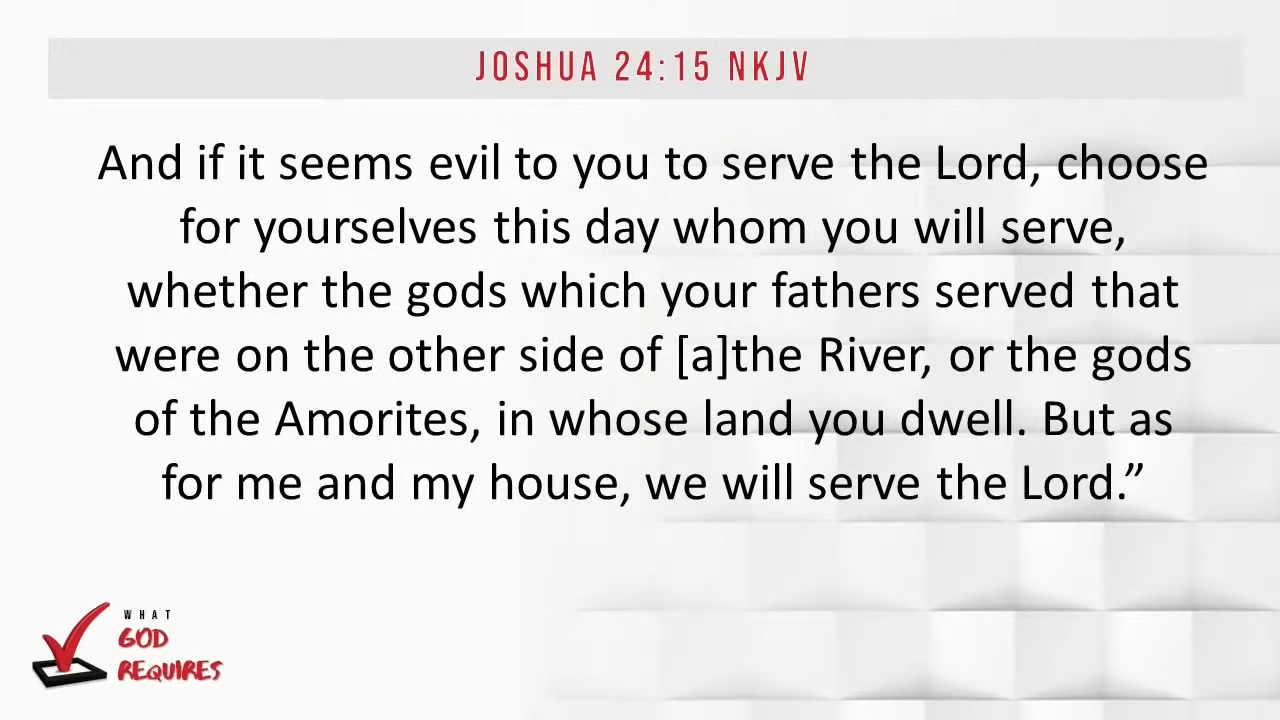 JOSHUA 24:15 NKJV
And if it seems evil to you to serve the Lord, choose
for yourselves this day whom you will serve,
whether the gods which your fathers served that
were on the other side of [a]the River, or the gods
of the Amorites, in whose land you dwell. But as
for me and my house, we will serve the Lord.”
WHAT
GOD
REQUIRES